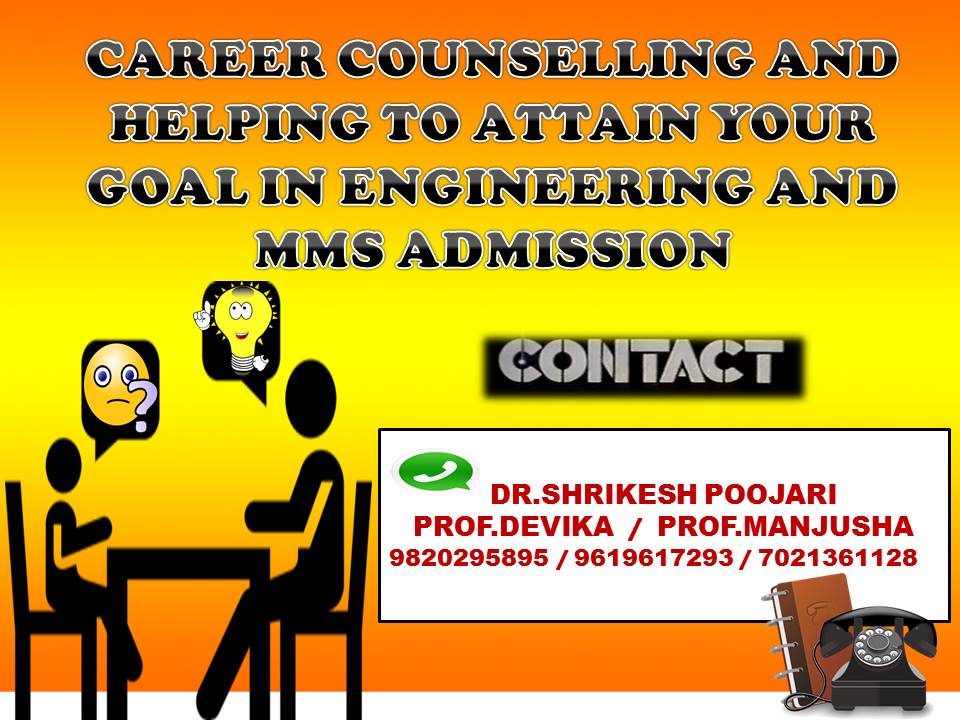 CAREER COUNSELLING AND
HELPING TO ATTAIN YOUR
GOAL IN ENGINEERING AND
MMS ADMISSION
?
CONTACT
DR.SHRIKESH POOJARI
PROF.DEVIKA / PROF.MANJUSHA
9820295895 / 9619617293 / 7021361128